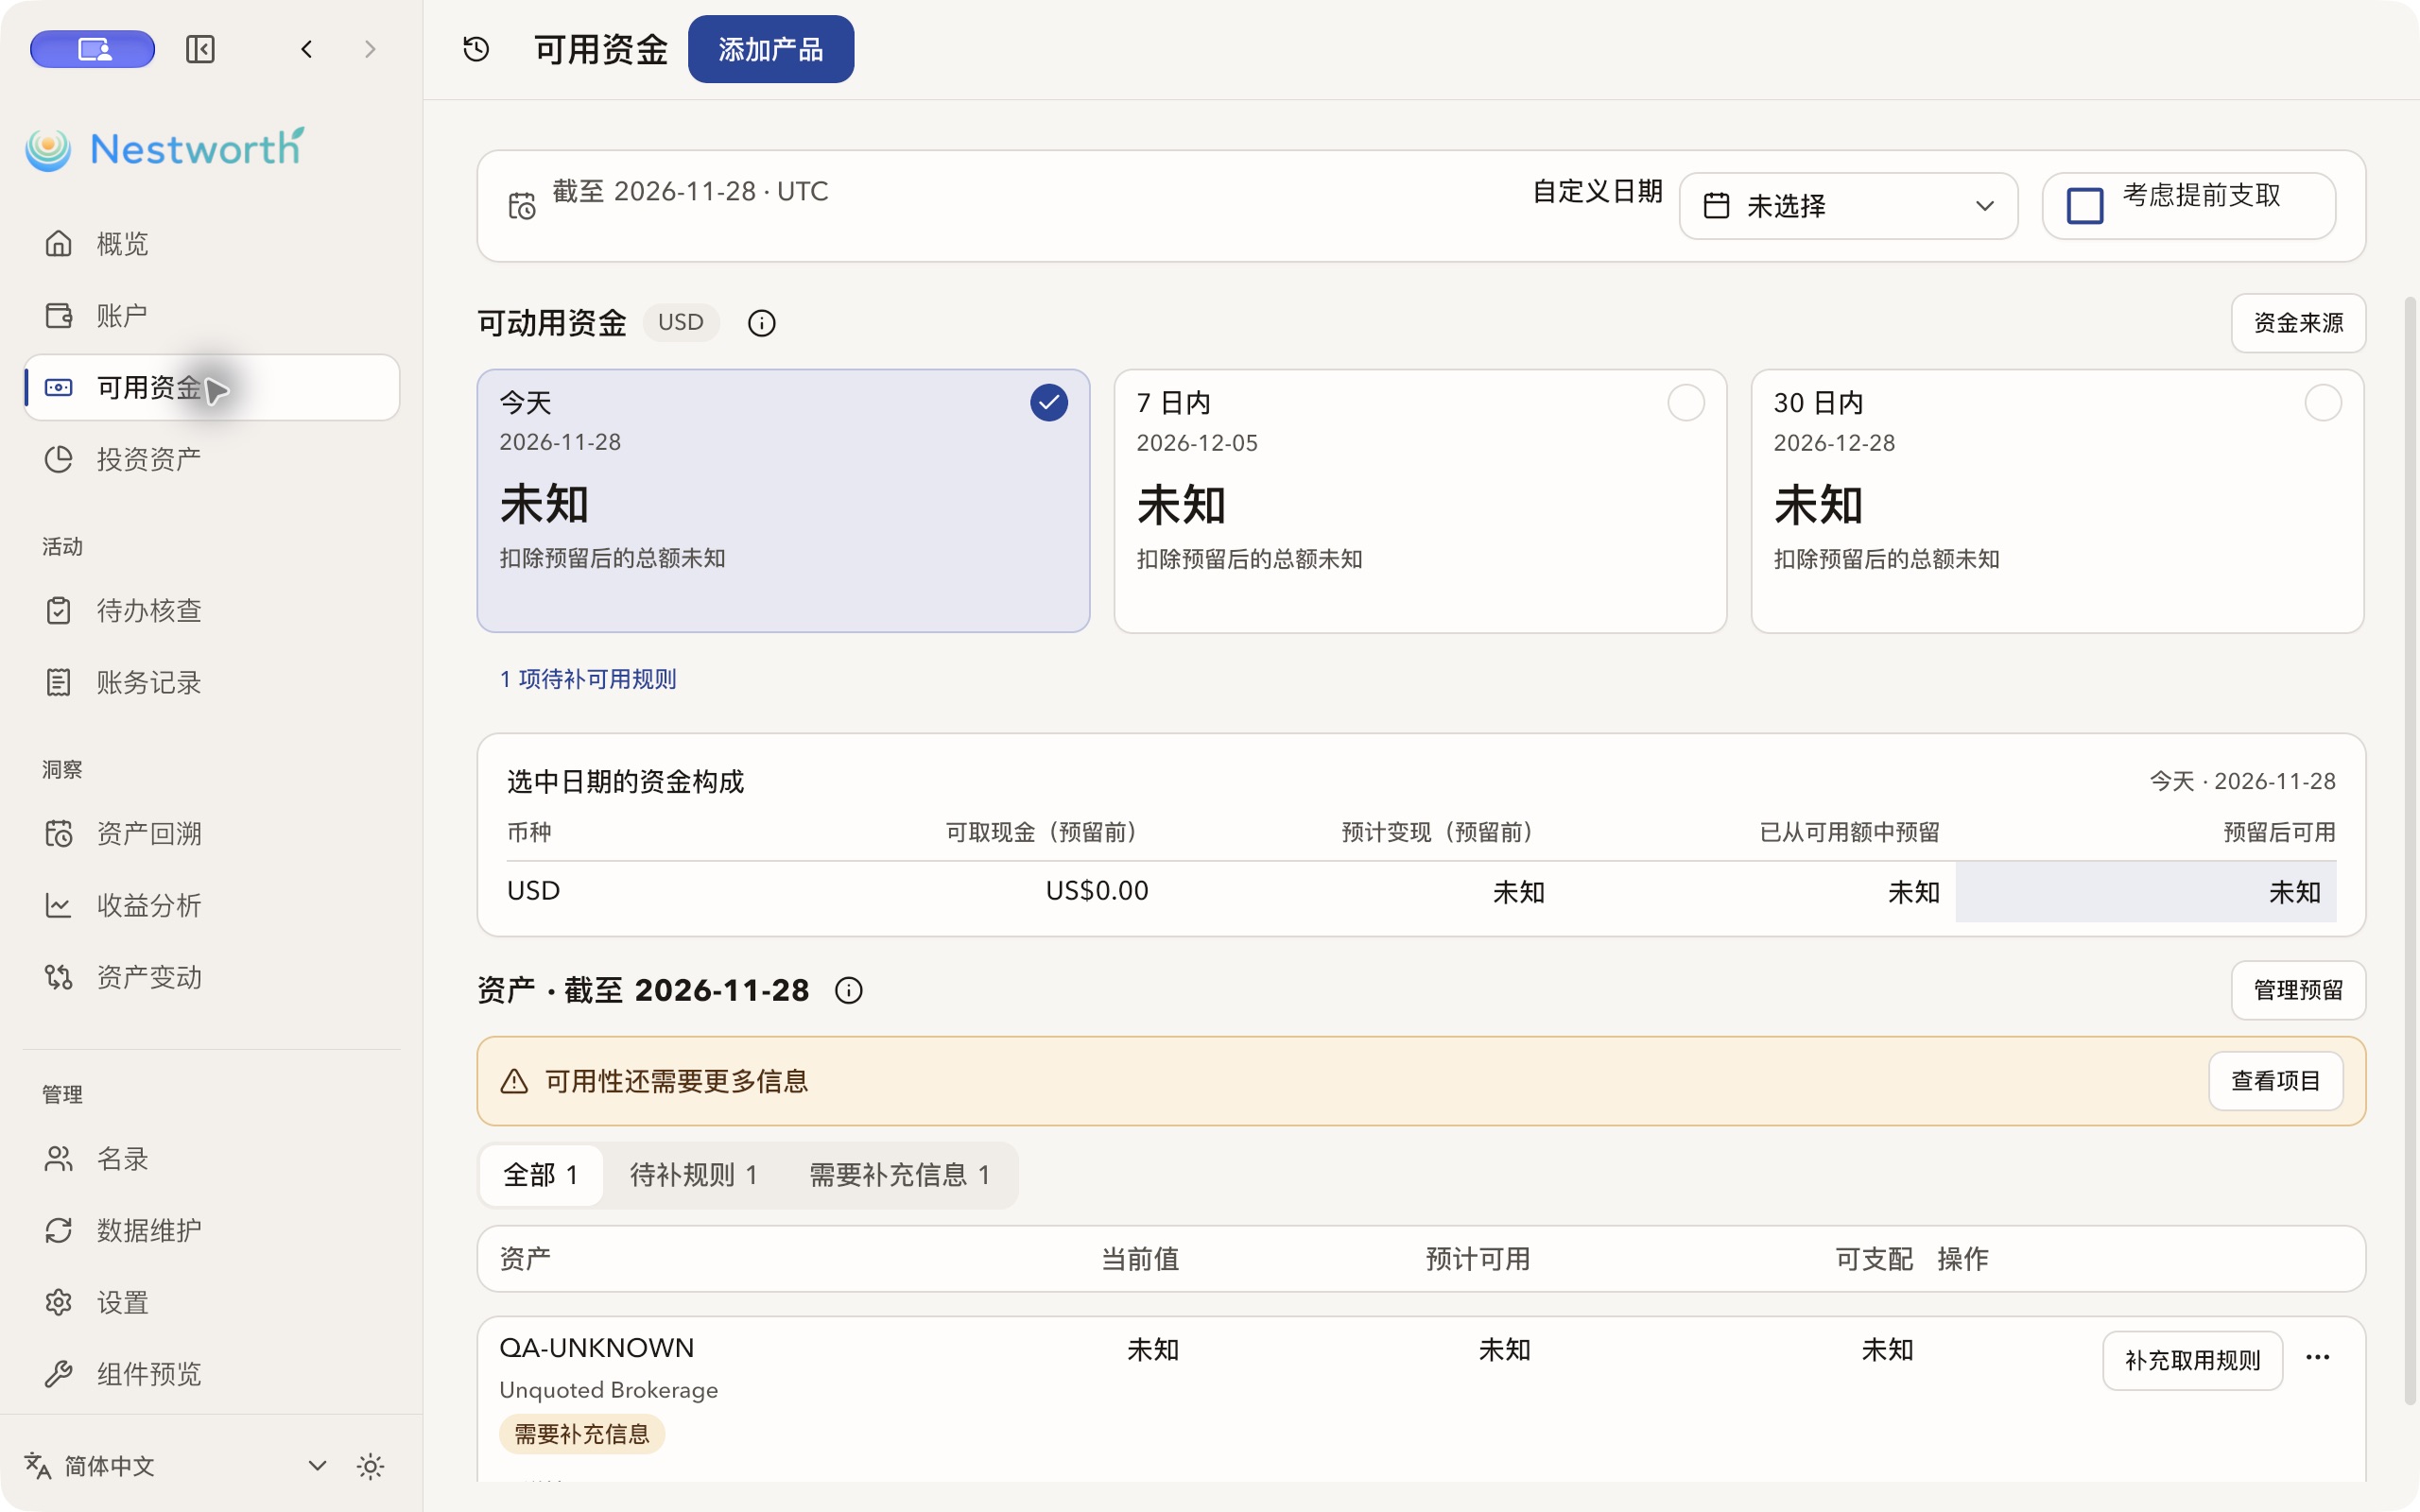 可用资金
添加产品
Nestworth
概览
账户
可用资金
投资资产
活动
待办核查
账务记录
洞察
资产回溯
收益分析
资产变动
管理
名录
数据维护
设置
组件预览
简体中文
截至 2026-11-28 · UTC
自定义日期
未选择
考虑提前支取
可动用资金
USD
资金来源
今天
2026-11-28
未知
扣除预留后的总额未知
7 日内
2026-12-05
未知
扣除预留后的总额未知
30 日内
2026-12-28
未知
扣除预留后的总额未知
1 项待补可用规则
选中日期的资金构成
今天 · 2026-11-28
币种 可取现金（预留前） 预计变现（预留前） 已从可用额中预留 预留后可用
USD US$0.00 未知 未知 未知
资产 · 截至 2026-11-28
管理预留
可用性还需要更多信息
查看项目
全部 1 待补规则 1 需要补充信息 1
资产 当前值 预计可用 可支配 操作
QA-UNKNOWN 未知 未知 未知 补充取用规则
Unquoted Brokerage
需要补充信息